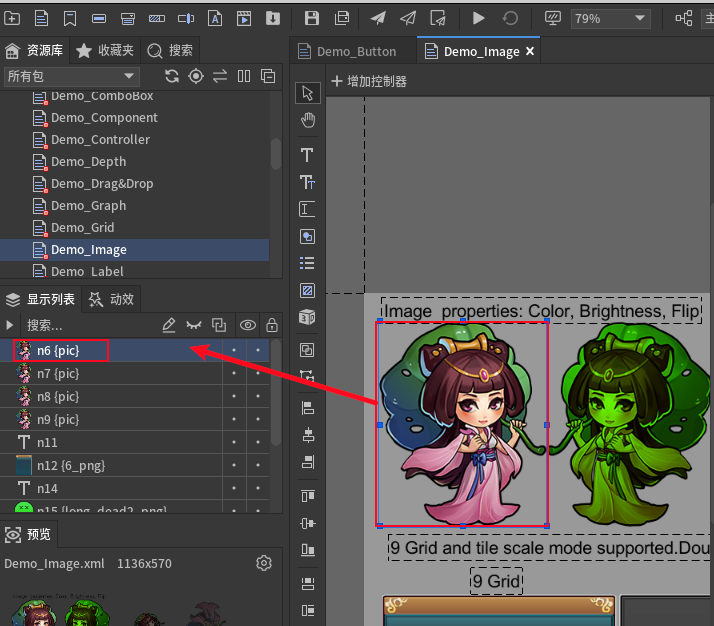 79%
主
资源库
收藏夹
搜索
Demo_Button
Demo_Image
所有包
增加控制器
Demo_ComboBox
Demo_Component
Demo_Controller
Demo_Depth
Demo_Drag&Drop
Demo_Graph
Demo_Grid
Demo_Image
Demo_Label
显示列表
动效
搜索...
n6 {pic}
n7 {pic}
n8 {pic}
n9 {pic}
n11
n12 {6_png}
n14
n15 {long_dead2_png}
预览
Demo_Image.xml 1136x570
Image properties: Color, Brightness, Flip
9 Grid and tile scale mode supported.Dou
9 Grid